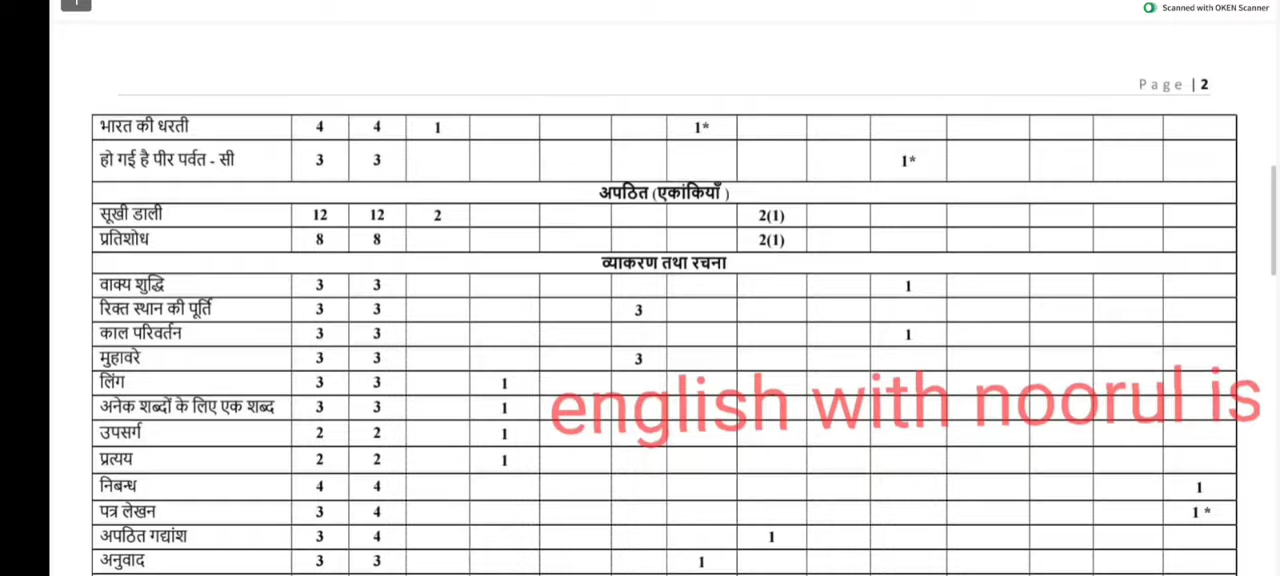 1
Scanned with OKEN Scanner
Page | 2
भारत की धरती 4 4 1 1*
हो गई है पीर पर्वत - सी 3 3 1*
अपठित (एकांकियाँ )
सूखी डाली 12 12 2 2(1)
प्रतिशोध 8 8 2(1)
व्याकरण तथा रचना
वाक्य शुद्धि 3 3 1
रिक्त स्थान की पूर्ति 3 3 3
काल परिवर्तन 3 3 1
मुहावरे 3 3 3
लिंग 3 3 1
अनेक शब्दों के लिए एक शब्द 3 3 1
english with noorul is
उपसर्ग 2 2 1
प्रत्यय 2 2 1
निबन्ध 4 4 1
पत्र लेखन 3 4 1 *
अपठित गद्यांश 3 4 1
अनुवाद 3 3 1